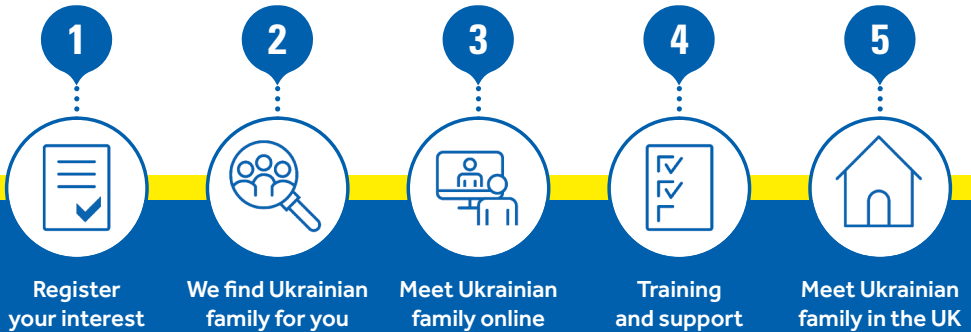 1
2
3
4
5
Register
your interest
We find Ukrainian
family for you
Meet Ukrainian
family online
Training
and support
Meet Ukrainian
family in the UK